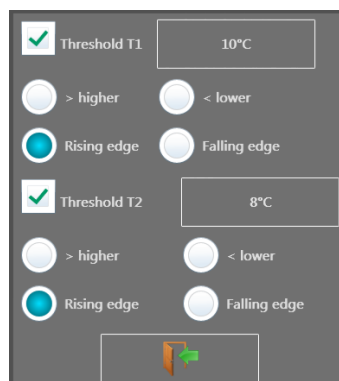 Threshold T1 10°C
> higher < lower
Rising edge Falling edge
Threshold T2 8°C
> higher < lower
Rising edge Falling edge